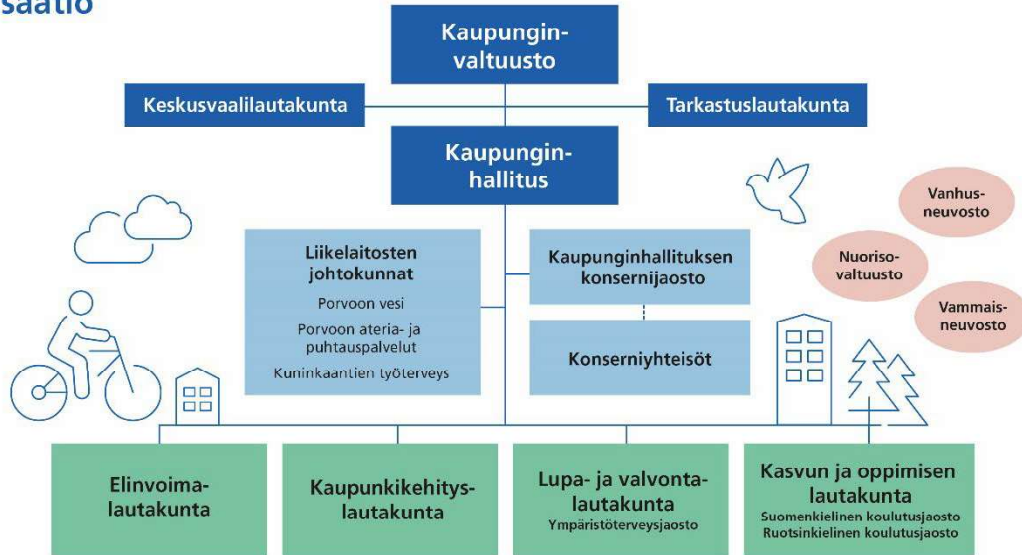 Kaupungin-
valtuusto
Keskusvaalilautakunta
Tarkastuslautakunta
Kaupungin-
hallitus
Vanhus-
neuvosto
Nuoriso-
valtuusto
Vammais-
neuvosto
Liikelaitosten
johtokunnat
Porvoon vesi
Porvoon ateria- ja
puhtauspalvelut
Kuninkaantien työterveys
Kaupunginhallituksen
konsernijaosto
Konserniyhteisöt
Elinvoima-
lautakunta
Kaupunkikehitys-
lautakunta
Lupa- ja valvonta-
lautakunta
Ympäristöterveysjaosto
Kasvun ja oppimisen
lautakunta
Suomenkielinen koulutusjaosto
Ruotsinkielinen koulutusjaosto